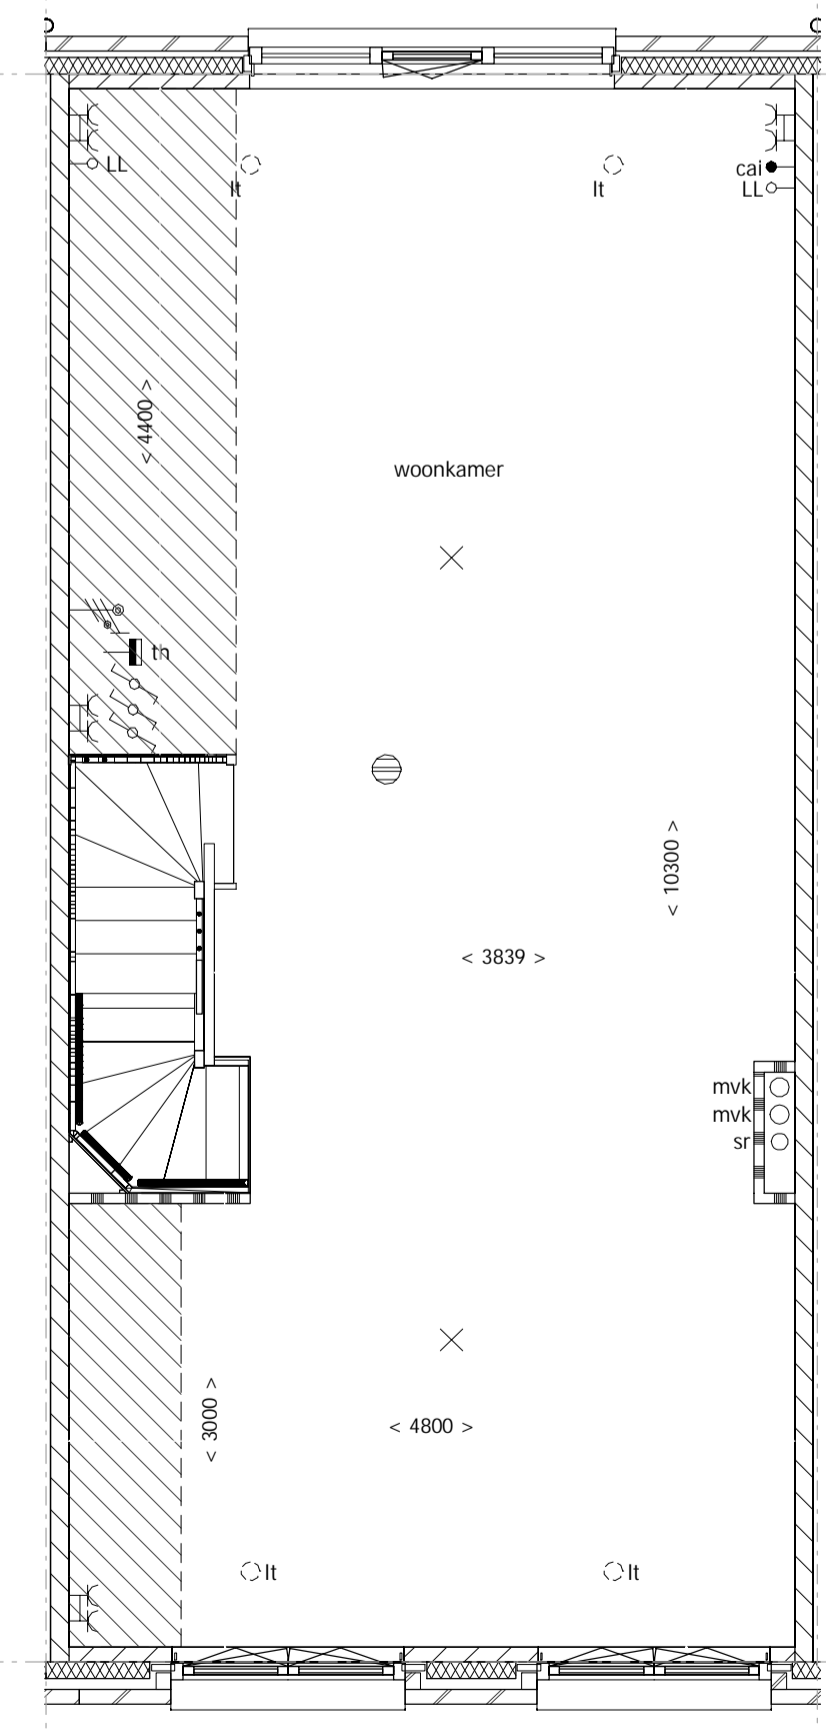 LL
lt
lt
cai
LL
< 4400 >
woonkamer
th
< 10300 >
< 3839 >
mvk
mvk
sr
< 3000 >
< 4800 >
lt
lt